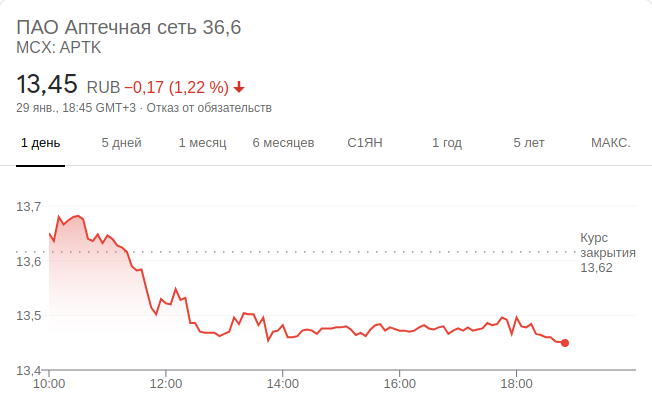 ПАО Аптечная сеть 36,6
MCX: APTK
13,45 RUB −0,17 (1,22 %)
29 янв., 18:45 GMT+3 · Отказ от обязательств
1 день 5 дней 1 месяц 6 месяцев С1ЯН 1 год 5 лет МАКС.
13,7
13,6
13,5
13,4
Курс
закрытия
13,62
10:00 12:00 14:00 16:00 18:00